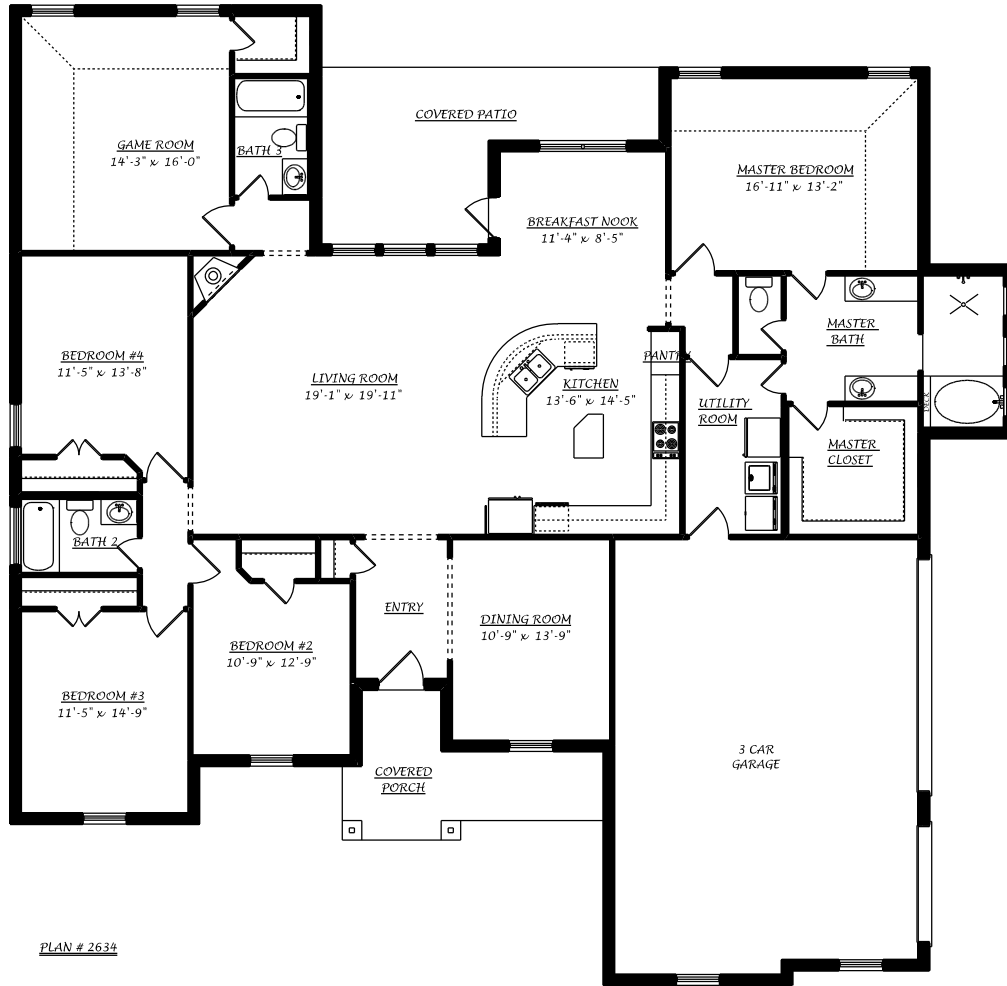 COVERED PATIO
GAME ROOM
14'-3" x 16'-0"
BATH 3
MASTER BEDROOM
16'-11" x 13'-2"
BREAKFAST NOOK
11'-4" x 8'-5"
BEDROOM #4
11'-5" x 13'-8"
LIVING ROOM
19'-1" x 19'-11"
KITCHEN
13'-6" x 14'-5"
PANTRY
MASTER
BATH
UTILITY
ROOM
DECK
MASTER
CLOSET
BATH 2
ENTRY
DINING ROOM
10'-9" x 13'-9"
BEDROOM #2
10'-9" x 12'-9"
BEDROOM #3
11'-5" x 14'-9"
COVERED
PORCH
3 CAR
GARAGE
PLAN # 2634